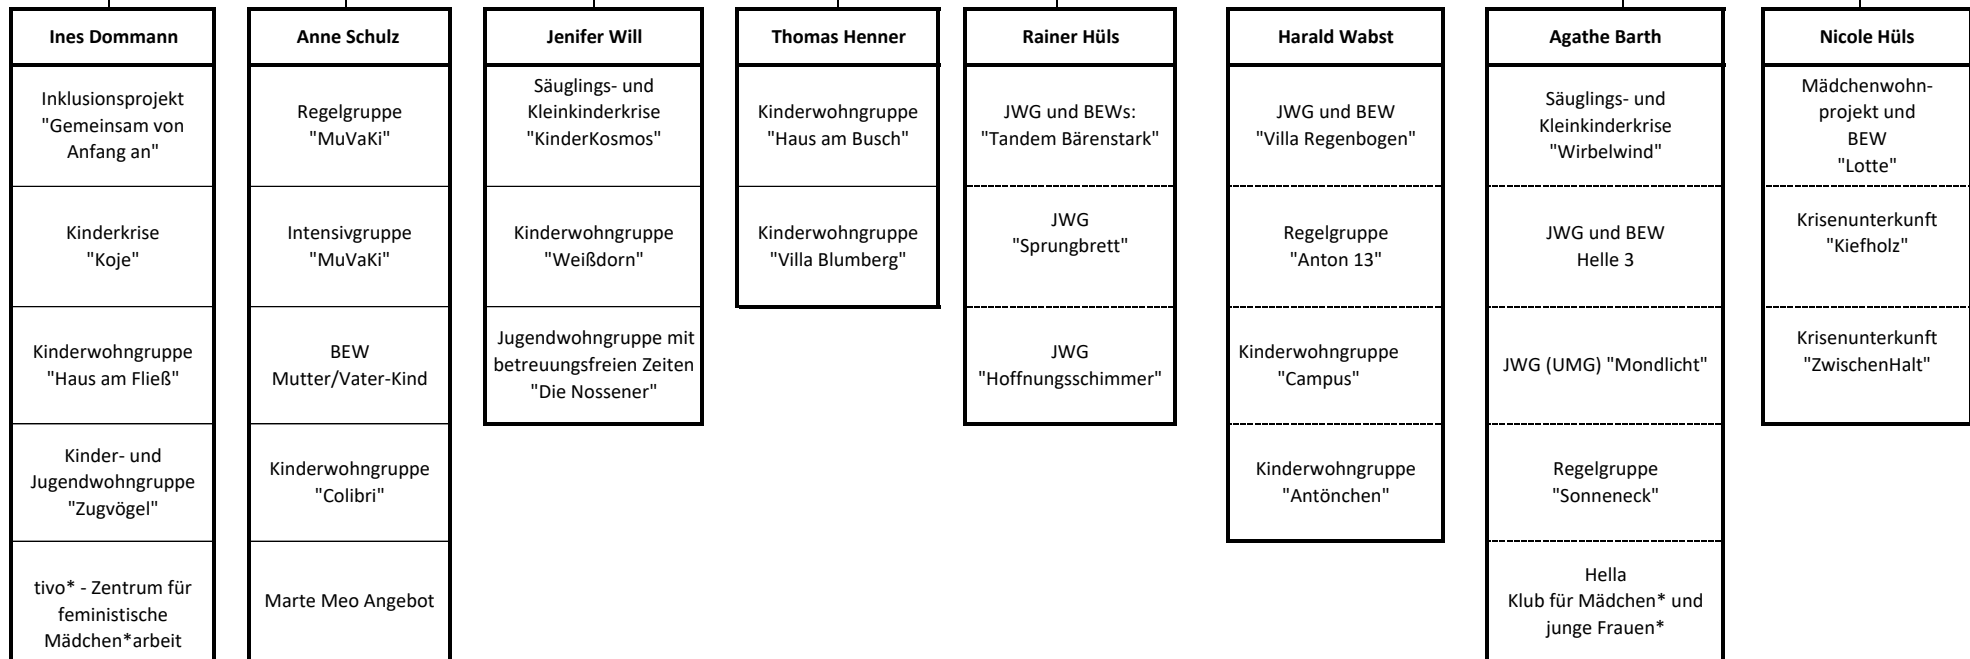 Ines Dommann
Inklusionsprojekt
"Gemeinsam von
Anfang an"
Kinderkrise
"Koje"
Kinderwohngruppe
"Haus am Fließ"
Kinder- und
Jugendwohngruppe
"Zugvögel"
tivo* - Zentrum für
feministische
Mädchen*arbeit
Anne Schulz
Regelgruppe
"MuVaKi"
Intensivgruppe
"MuVaKi"
BEW
Mutter/Vater-Kind
Kinderwohngruppe
"Colibri"
Marte Meo Angebot
Jenifer Will
Säuglings- und
Kleinkinderkrise
"KinderKosmos"
Kinderwohngruppe
"Weißdorn"
Jugendwohngruppe mit
betreuungsfreien Zeiten
"Die Nossener"
Thomas Henner
Kinderwohngruppe
"Haus am Busch"
Kinderwohngruppe
"Villa Blumberg"
Rainer Hüls
JWG und BEWs:
"Tandem Bärenstark"
JWG
"Sprungbrett"
JWG
"Hoffnungsschimmer"
Harald Wabst
JWG und BEW
"Villa Regenbogen"
Regelgruppe
"Anton 13"
Kinderwohngruppe
"Campus"
Kinderwohngruppe
"Antönchen"
Agathe Barth
Säuglings- und
Kleinkinderkrise
"Wirbelwind"
JWG und BEW
Helle 3
JWG (UMG) "Mondlicht"
Regelgruppe
"Sonneneck"
Hella
Klub für Mädchen* und
junge Frauen*
Nicole Hüls
Mädchenwohn-
projekt und
BEW
"Lotte"
Krisenunterkunft
"Kiefholz"
Krisenunterkunft
"ZwischenHalt"